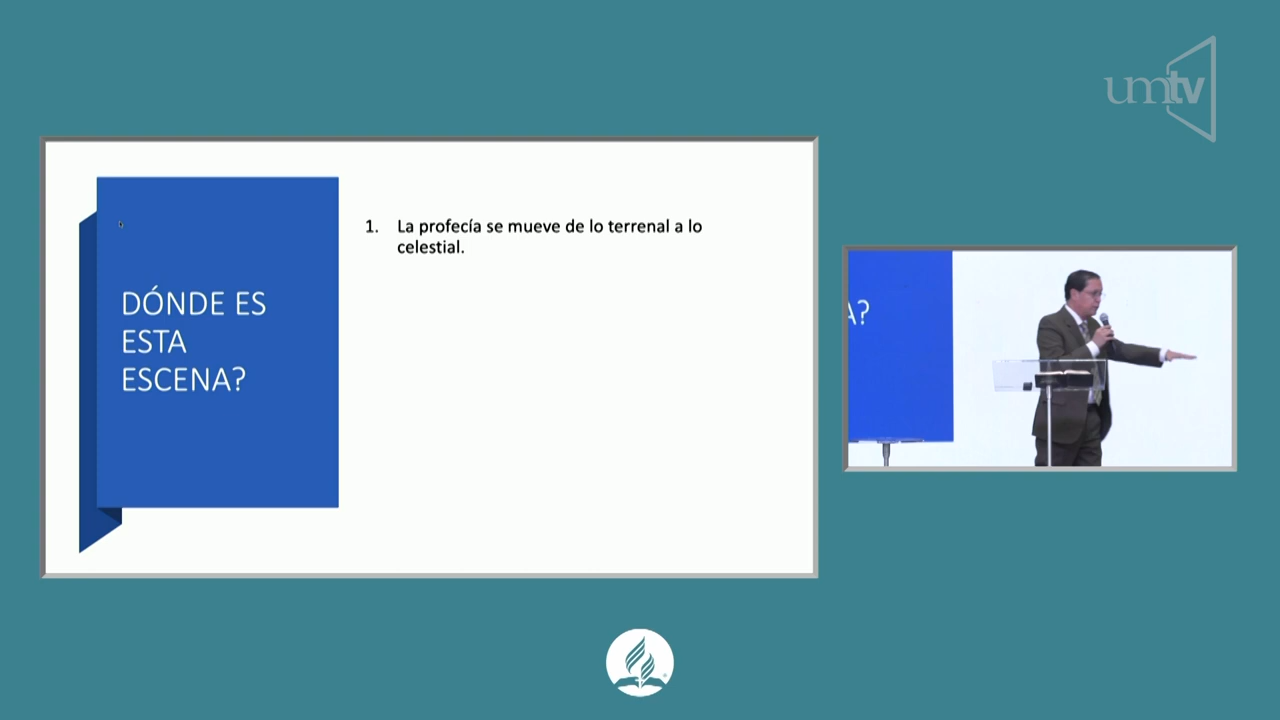 umtv
DÓNDE ES
ESTA
ESCENA?
1. La profecía se mueve de lo terrenal a lo
celestial.
A?